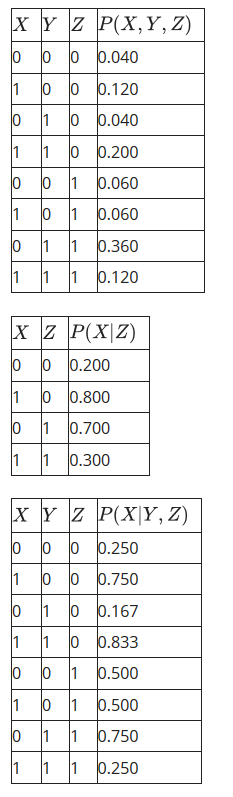 X Y Z P(X, Y, Z)
0 0 0 0.040
1 0 0 0.120
0 1 0 0.040
1 1 0 0.200
0 0 1 0.060
1 0 1 0.060
0 1 1 0.360
1 1 1 0.120
X Z P(X|Z)
0 0 0.200
1 0 0.800
0 1 0.700
1 1 0.300
X Y Z P(X|Y, Z)
0 0 0 0.250
1 0 0 0.750
0 1 0 0.167
1 1 0 0.833
0 0 1 0.500
1 0 1 0.500
0 1 1 0.750
1 1 1 0.250